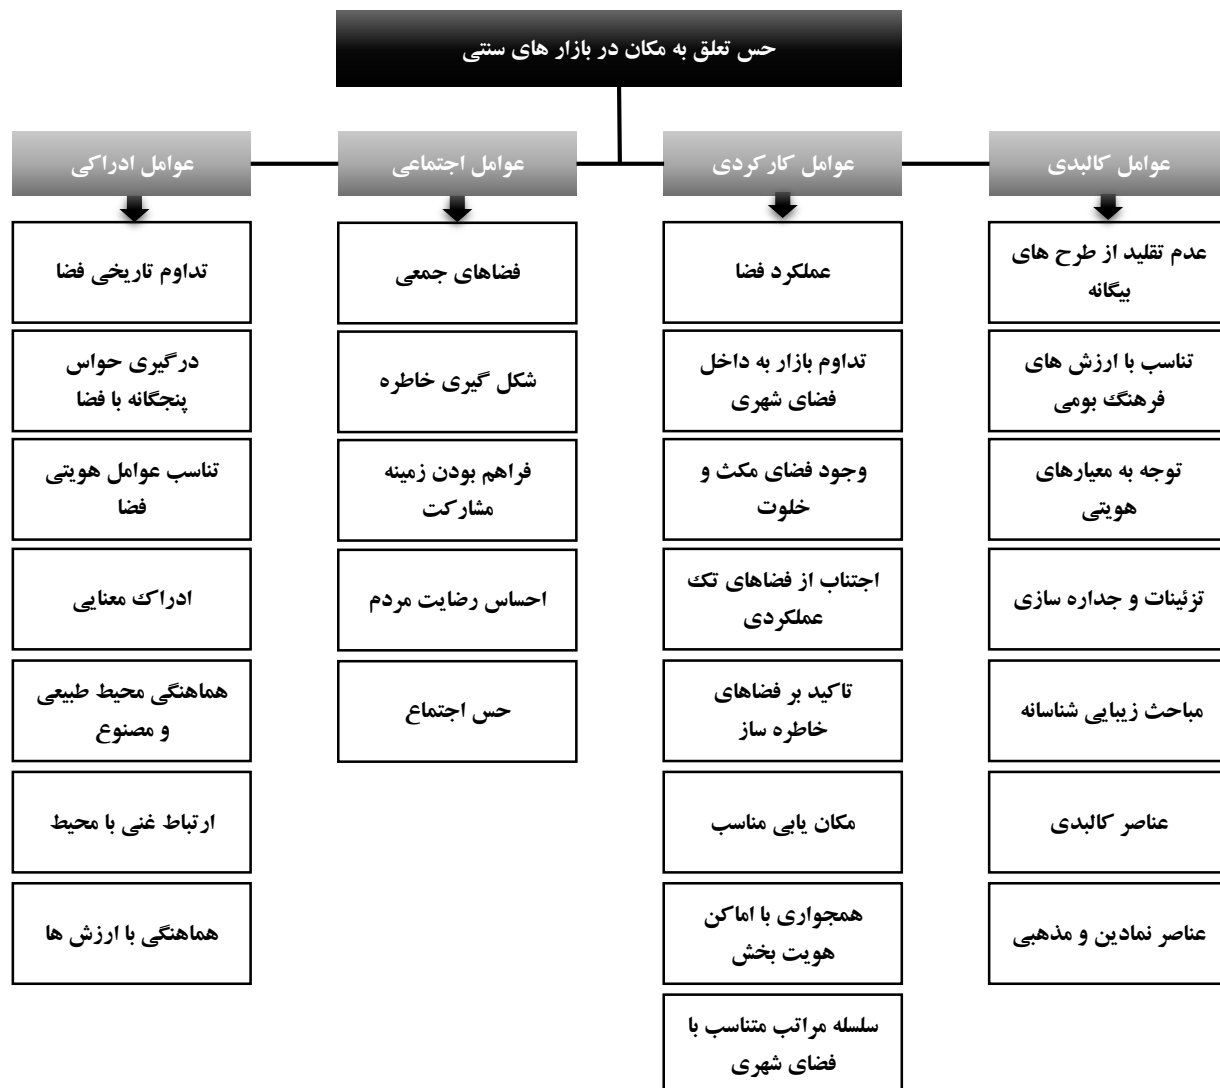 حس تعلق به مکان در بازار های سنتی
عوامل کالبدی
عدم تقلید از طرح های
بیگانه
تناسب با ارزش های
فرهنگ بومی
توجه به معیارهای
هویتی
تزئینات و جداره سازی
مباحث زیبایی شناسانه
عناصر کالبدی
عناصر نمادین و مذهبی
عوامل کارکردی
عملکرد فضا
تداوم بازار به داخل
فضای شهری
وجود فضای مکث و
خلوت
اجتناب از فضاهای تک
عملکردی
تاکید بر فضاهای
خاطره ساز
مکان یابی مناسب
همجواری با اماکن
هویت بخش
سلسله مراتب متناسب با
فضای شهری
عوامل اجتماعی
فضاهای جمعی
شکل گیری خاطره
فراهم بودن زمینه
مشارکت
احساس رضایت مردم
حس اجتماع
عوامل ادراکی
تداوم تاریخی فضا
درگیری حواس
پنجگانه با فضا
تناسب عوامل هویتی
فضا
ادراک معنایی
هماهنگی محیط طبیعی
و مصنوع
ارتباط غنی با محیط
هماهنگی با ارزش ها